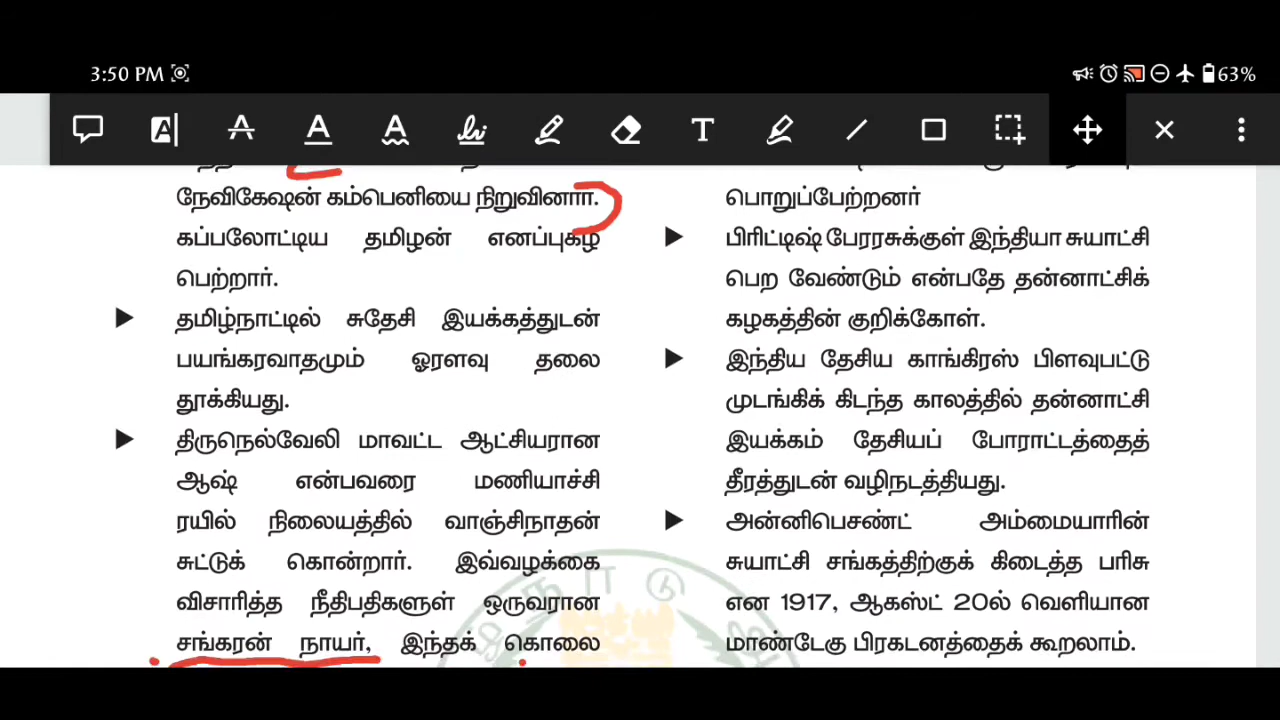 3:50 PM
63%
நேவிகேஷன் கம்பெனியை நிறுவினார்.
கப்பலோட்டிய தமிழன் எனப்புகழ்
பெற்றார்.
▶ தமிழ்நாட்டில் சுதேசி இயக்கத்துடன்
பயங்கரவாதமும் ஓரளவு தலை
தூக்கியது.
▶ திருநெல்வேலி மாவட்ட ஆட்சியரான
ஆஷ் என்பவரை மணியாச்சி
ரயில் நிலையத்தில் வாஞ்சிநாதன்
சுட்டுக் கொன்றார். இவ்வழக்கை
விசாரித்த நீதிபதிகளுள் ஒருவரான
சங்கரன் நாயர், இந்தக் கொலை
பொறுப்பேற்றனர்
▶ பிரிட்டிஷ் பேரரசுக்குள் இந்தியா சுயாட்சி
பெற வேண்டும் என்பதே தன்னாட்சிக்
கழகத்தின் குறிக்கோள்.
▶ இந்திய தேசிய காங்கிரஸ் பிளவுபட்டு
முடங்கிக் கிடந்த காலத்தில் தன்னாட்சி
இயக்கம் தேசியப் போராட்டத்தைத்
தீரத்துடன் வழிநடத்தியது.
▶ அன்னிபெசண்ட் அம்மையாரின்
சுயாட்சி சங்கத்திற்குக் கிடைத்த பரிசு
என 1917, ஆகஸ்ட் 20ல் வெளியான
மாண்டேகு பிரகடனத்தைக் கூறலாம்.